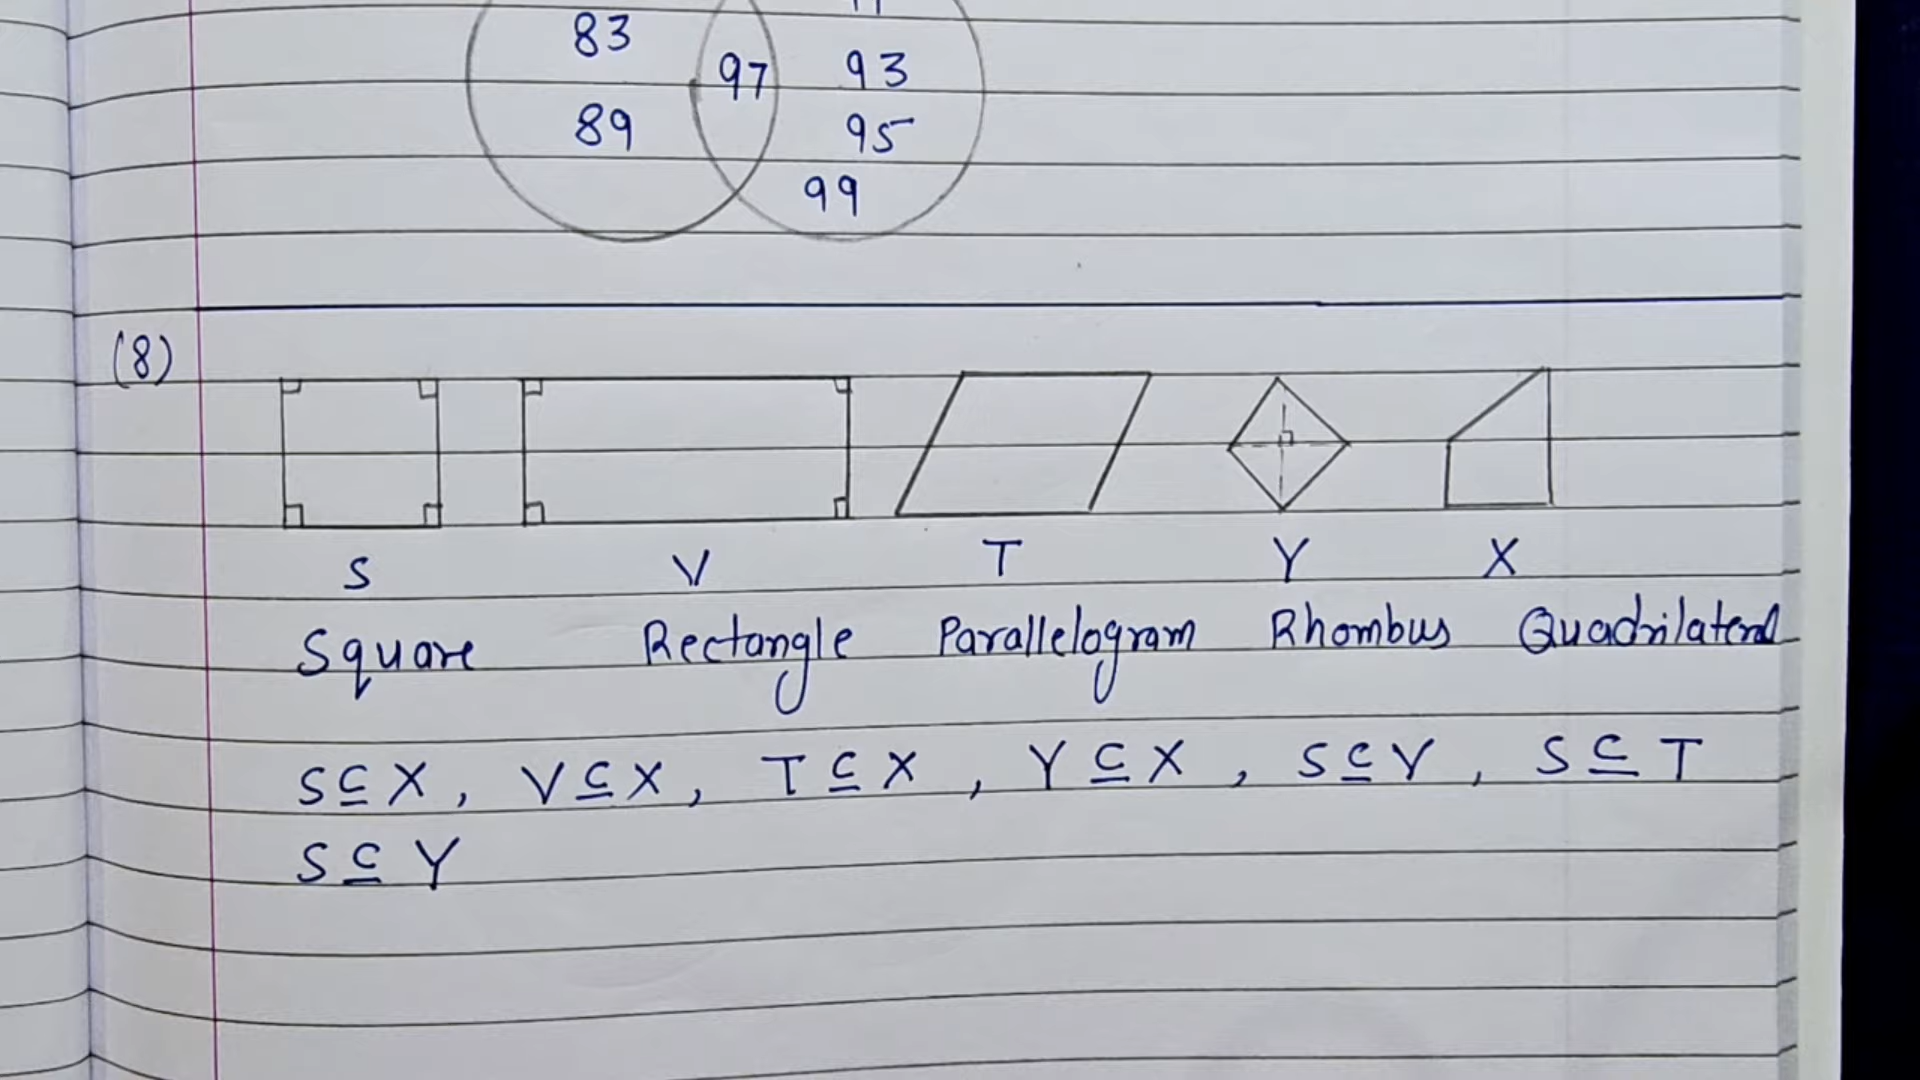 83
97 93
89 95
99
(8)
S V T Y X
Square Rectangle Parallelogram Rhombus Quadrilateral
S ⊆ X, V ⊆ X, T ⊆ X, Y ⊆ X, S ⊆ V, S ⊆ T
S ⊆ Y